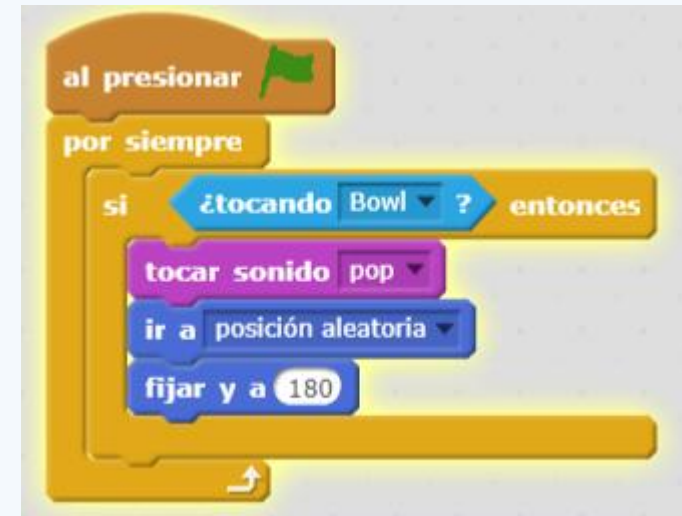 al presionar
por siempre
si ¿tocando Bowl ? entonces
tocar sonido pop
ir a posición aleatoria
fijar y a 180